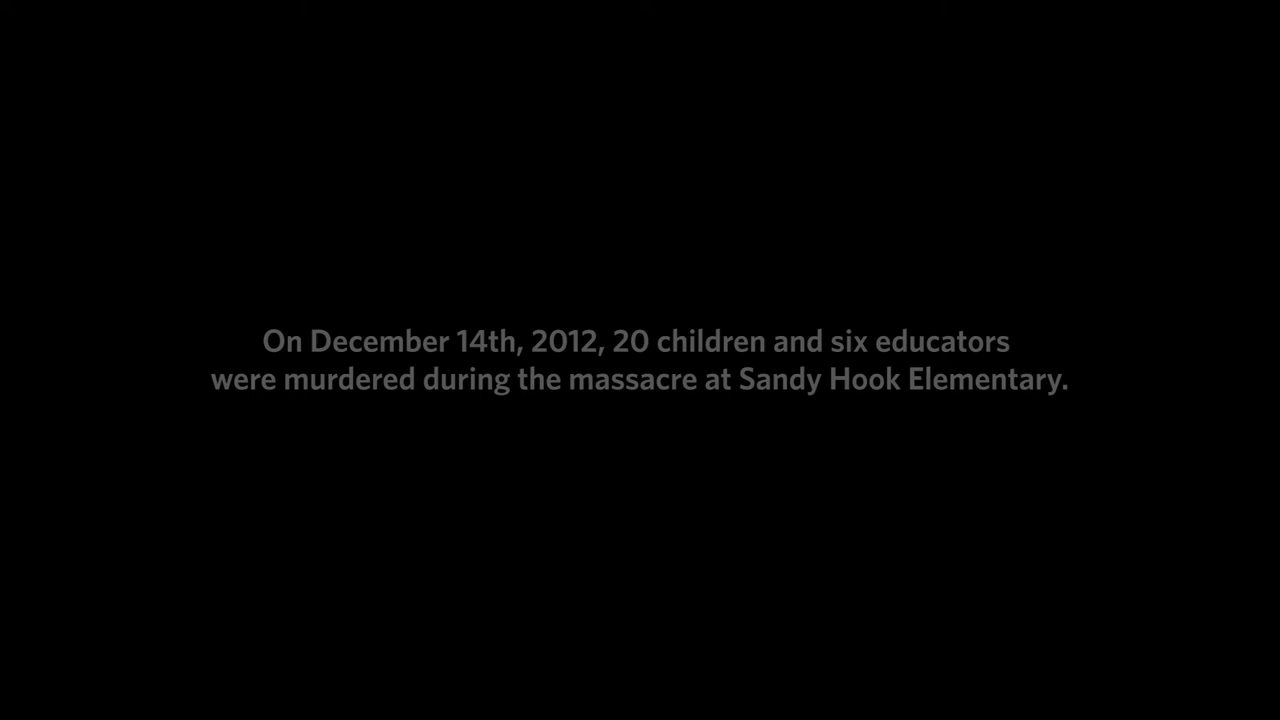 On December 14th, 2012, 20 children and six educators
were murdered during the massacre at Sandy Hook Elementary.